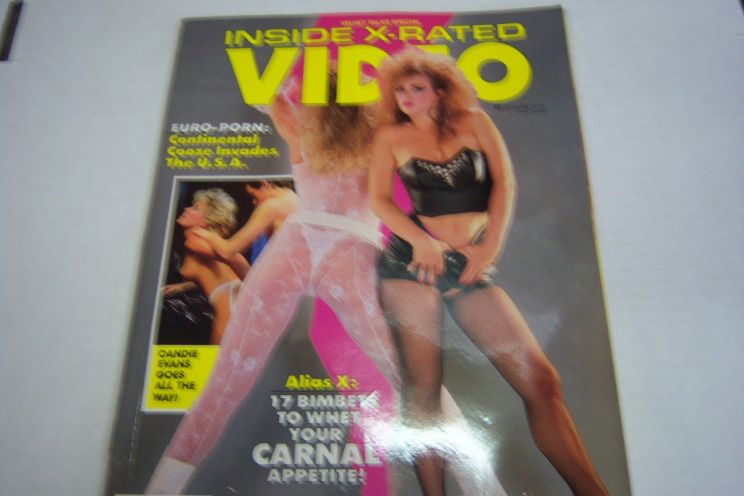 VELVET TALKS SPECIAL
INSIDE X-RATED
VIDEO
EURO-PORN:
Continental
Cooze Invades
The U.S.A.
CANDIE
EVANS
GOES
ALL THE
WAY!
Alias X:
17 BIMBETS
TO WHET
YOUR
CARNAL
APPETITE!